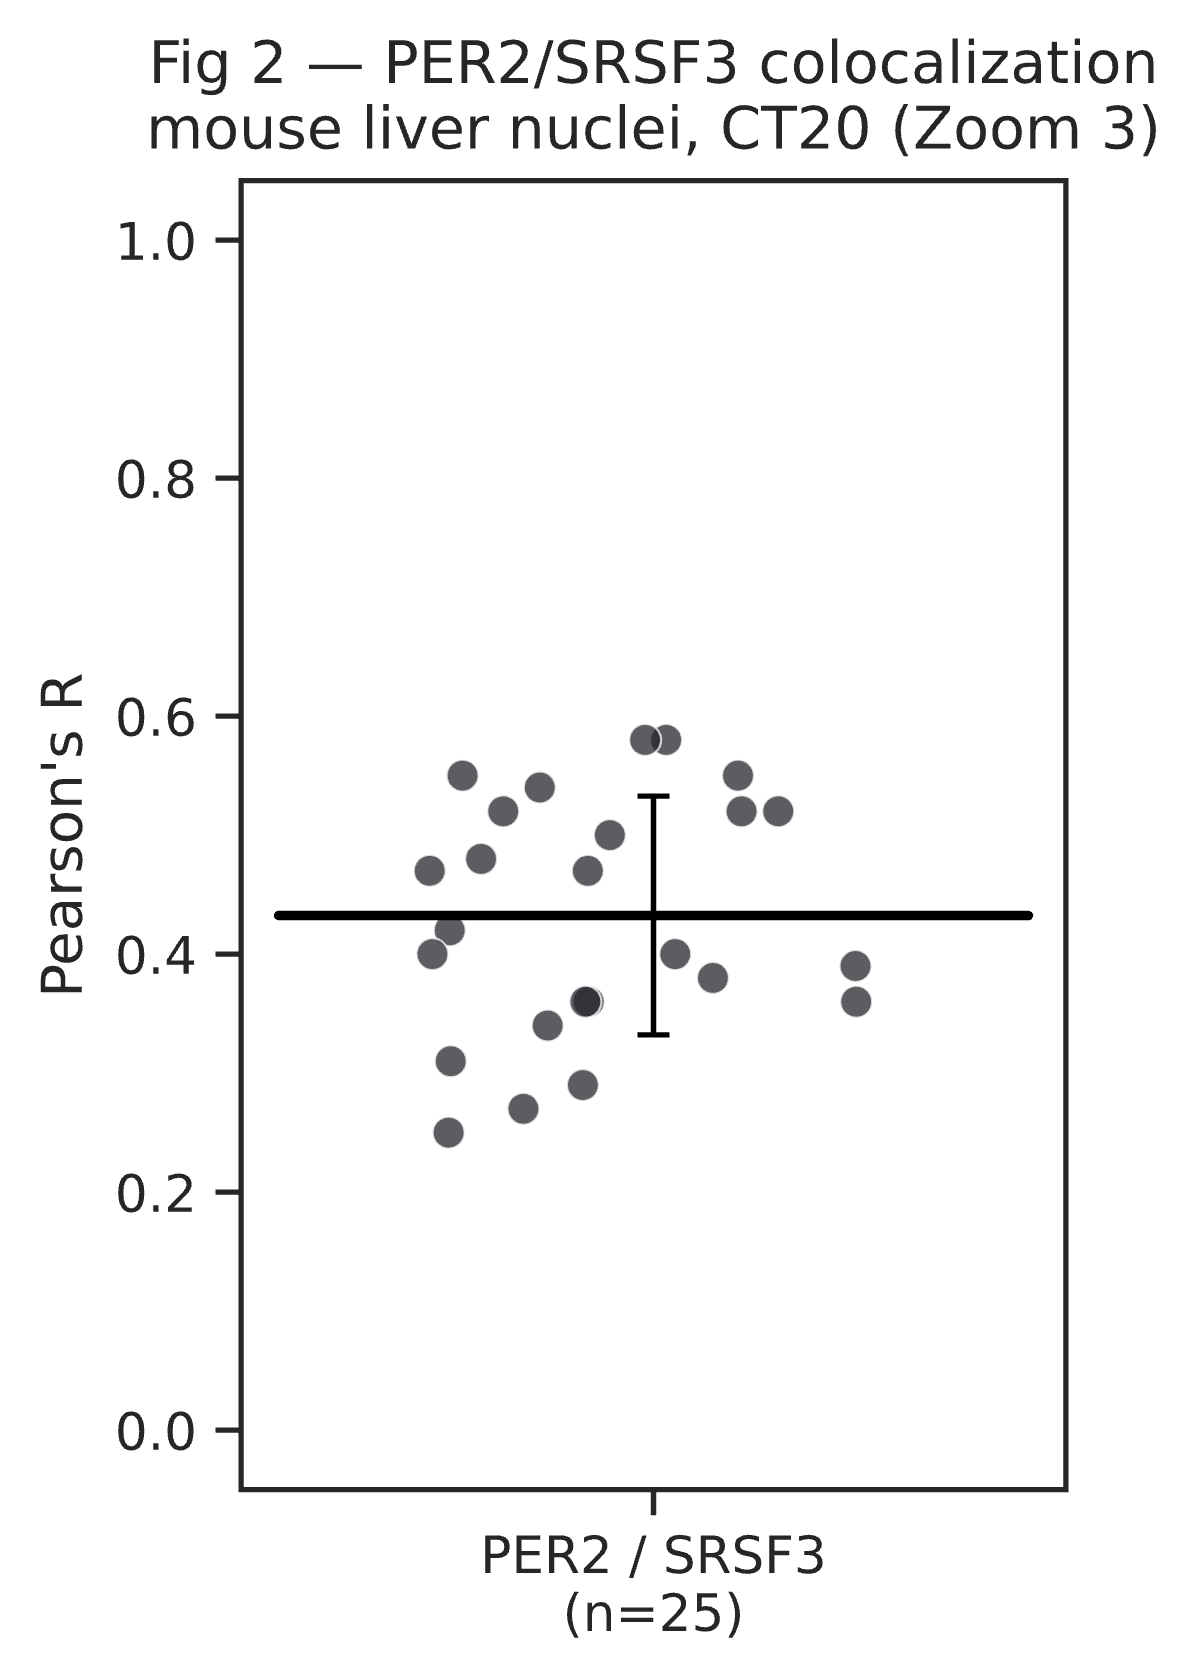 Fig 2 — PER2/SRSF3 colocalization
mouse liver nuclei, CT20 (Zoom 3)
Pearson's R
1.0
0.8
0.6
0.4
0.2
0.0
PER2 / SRSF3
(n=25)